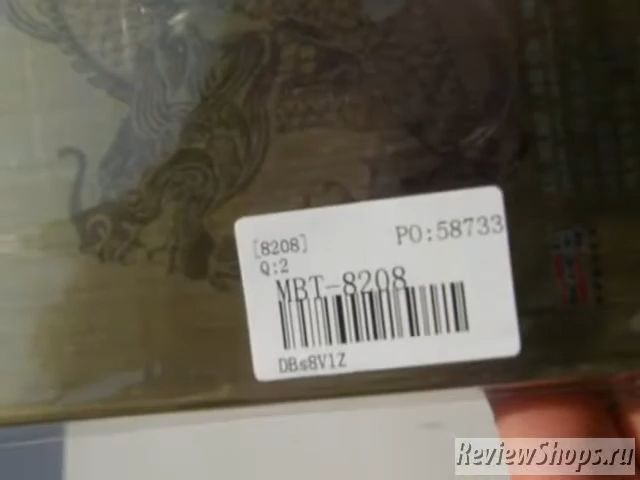 [8208]
PO:58733
Q:2
MBT-8208
DBs8V1Z
ReviewShops.ru